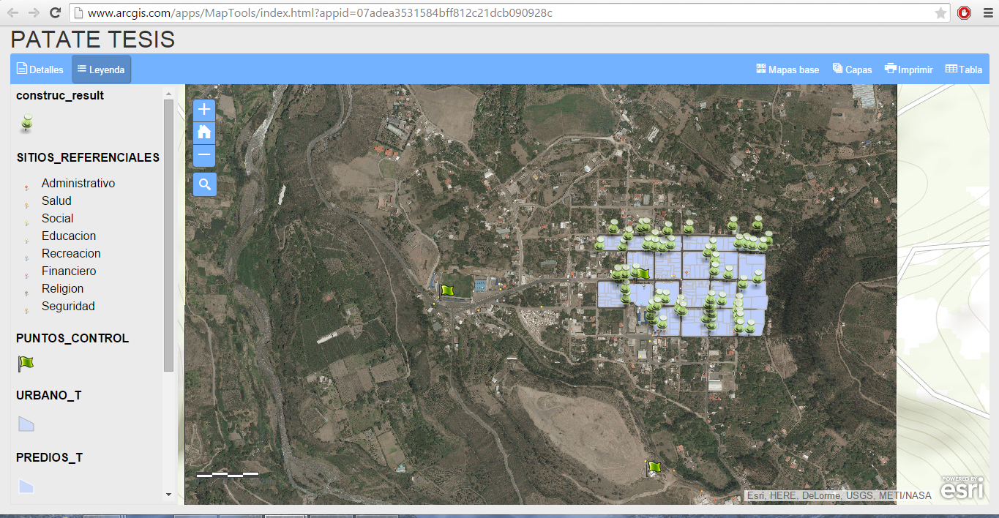 www.arcgis.com/apps/MapTools/index.html?appid=07adea3531584bff812c21dcb090928c
PATATE TESIS
Detalles
Leyenda
Mapas base
Capas
Imprimir
Tabla
construc_result
SITIOS_REFERENCIALES
Administrativo
Salud
Social
Educacion
Recreacion
Financiero
Religion
Seguridad
PUNTOS_CONTROL
URBANO_T
PREDIOS_T
Esri, HERE, DeLorme, USGS, METI/NASA
POWERED BY
esri